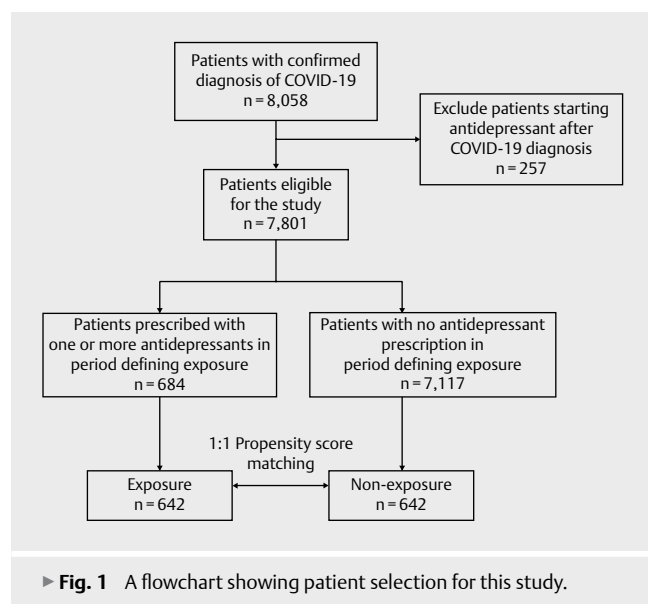 Patients with confirmed
diagnosis of COVID-19
n = 8,058
Exclude patients starting
antidepressant after
COVID-19 diagnosis
n = 257
Patients eligible
for the study
n = 7,801
Patients prescribed with
one or more antidepressants in
period defining exposure
n = 684
Patients with no antidepressant
prescription in
period defining exposure
n = 7,117
1:1 Propensity score
matching
Exposure
n = 642
Non-exposure
n = 642
▶ Fig. 1 A flowchart showing patient selection for this study.